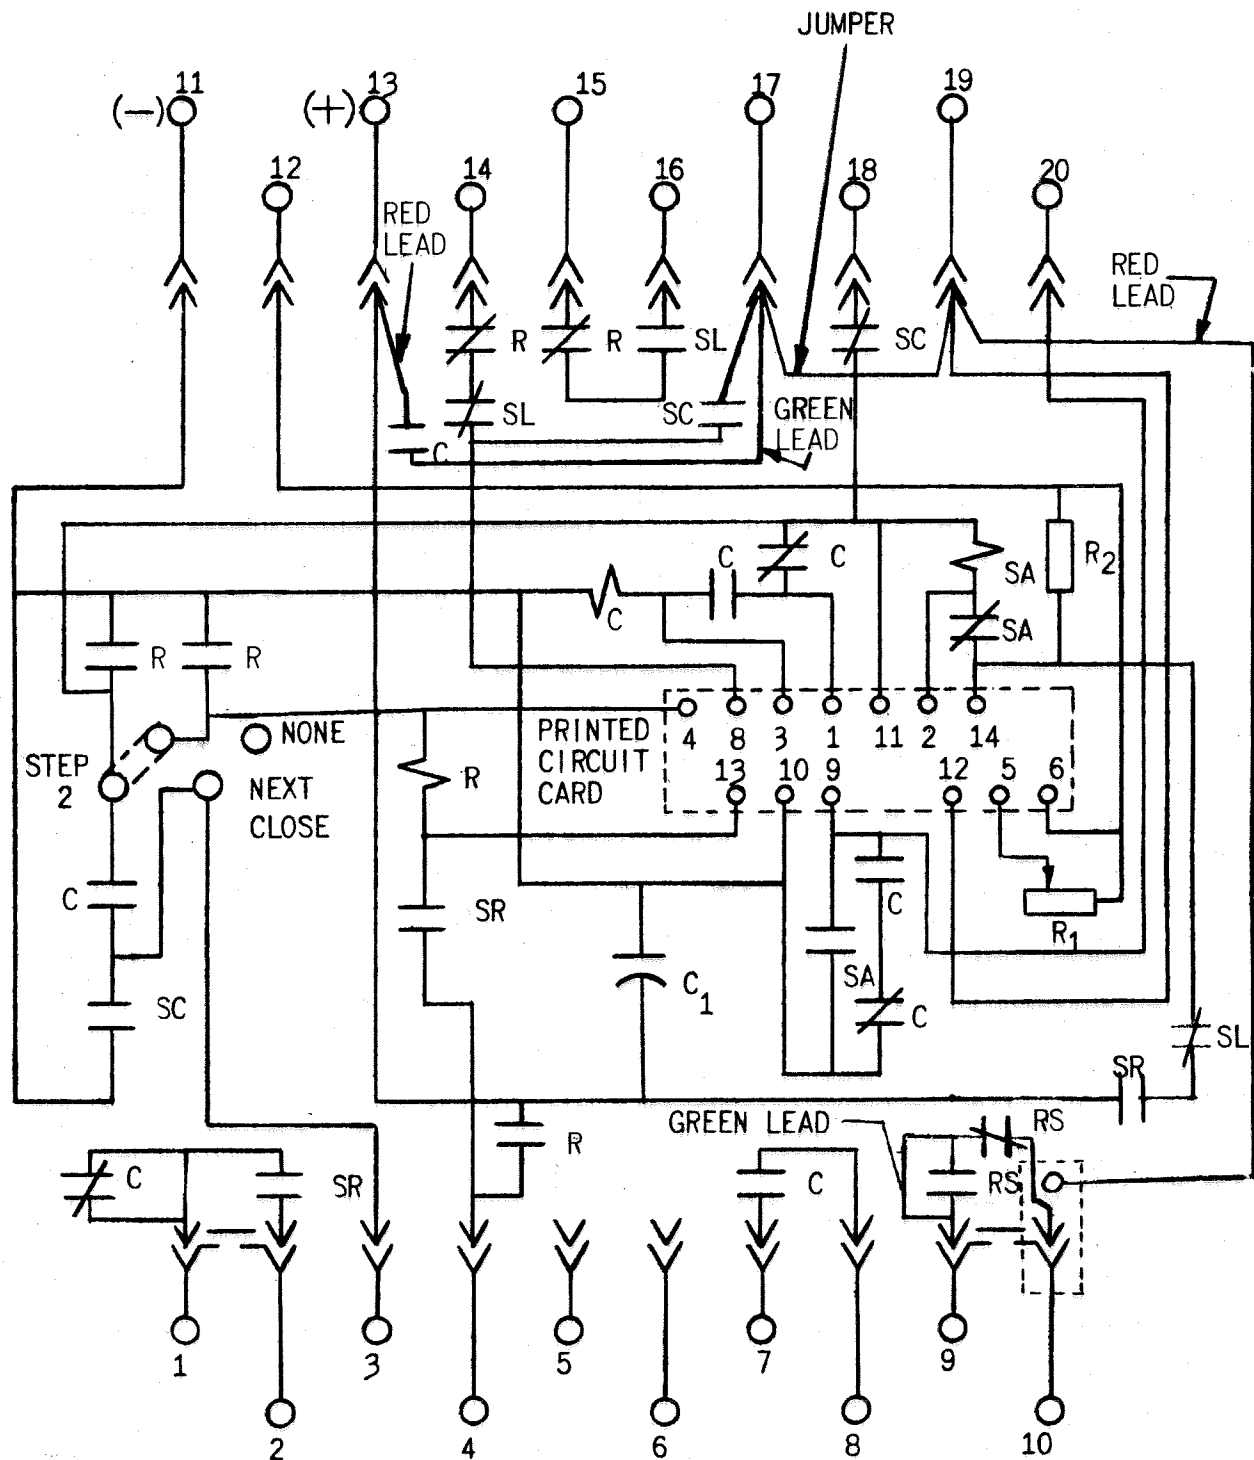 JUMPER
11
13
15
17
19
(−)
(+)
12
14
16
18
20
RED
LEAD
RED
LEAD
R
R
SL
SC
SL
SC
GREEN
LEAD
C
C
C
SA
R2
C
SA
R
R
NONE
PRINTED
CIRCUIT
CARD
4
8
3
1
11
2
14
STEP
2
NEXT
CLOSE
R
13
10
9
12
5
6
C
SR
C
R1
SC
SA
C1
C
SL
SR
GREEN LEAD
RS
R
C
SR
C
RS
1
3
5
7
9
2
4
6
8
10